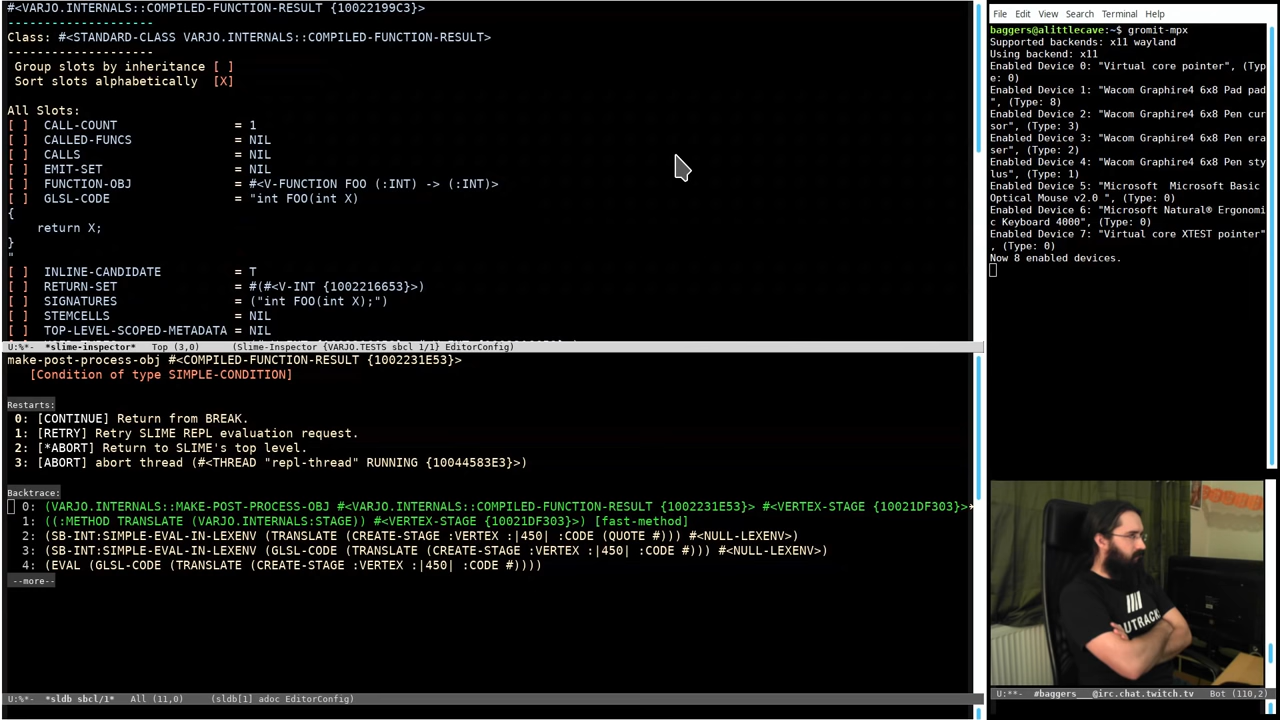 #<VARJO.INTERNALS::COMPILED-FUNCTION-RESULT {10022199C3}>
--------------------
Class: #<STANDARD-CLASS VARJO.INTERNALS::COMPILED-FUNCTION-RESULT>
--------------------
Group slots by inheritance [ ]
Sort slots alphabetically  [X]
All Slots:
[ ]  CALL-COUNT                = 1
[ ]  CALLED-FUNCS              = NIL
[ ]  CALLS                     = NIL
[ ]  EMIT-SET                  = NIL
[ ]  FUNCTION-OBJ              = #<V-FUNCTION FOO (:INT) -> (:INT)>
[ ]  GLSL-CODE                 = "int FOO(int X)
{
    return X;
}
"
[ ]  INLINE-CANDIDATE          = T
[ ]  RETURN-SET                = #(#<V-INT {1002216653}>)
[ ]  SIGNATURES                = ("int FOO(int X);")
[ ]  STEMCELLS                 = NIL
[ ]  TOP-LEVEL-SCOPED-METADATA = NIL
U:%*-  *slime-inspector*   Top (3,0)     (Slime-Inspector {VARJO.TESTS sbcl 1/1} EditorConfig)
make-post-process-obj #<COMPILED-FUNCTION-RESULT {1002231E53}>
   [Condition of type SIMPLE-CONDITION]
Restarts:
 0: [CONTINUE] Return from BREAK.
 1: [RETRY] Retry SLIME REPL evaluation request.
 2: [*ABORT] Return to SLIME's top level.
 3: [ABORT] abort thread (#<THREAD "repl-thread" RUNNING {10044583E3}>)
Backtrace:
  0: (VARJO.INTERNALS::MAKE-POST-PROCESS-OBJ #<VARJO.INTERNALS::COMPILED-FUNCTION-RESULT {1002231E53}> #<VERTEX-STAGE {10021DF303}>
  1: ((:METHOD TRANSLATE (VARJO.INTERNALS:STAGE)) #<VERTEX-STAGE {10021DF303}>) [fast-method]
  2: (SB-INT:SIMPLE-EVAL-IN-LEXENV (TRANSLATE (CREATE-STAGE :VERTEX :|450| :CODE (QUOTE #))) #<NULL-LEXENV>)
  3: (SB-INT:SIMPLE-EVAL-IN-LEXENV (GLSL-CODE (TRANSLATE (CREATE-STAGE :VERTEX :|450| :CODE #))) #<NULL-LEXENV>)
  4: (EVAL (GLSL-CODE (TRANSLATE (CREATE-STAGE :VERTEX :|450| :CODE #))))
 --more--
U:%*-  *sldb sbcl/1*   All (11,0)     (sldb[1] adoc EditorConfig)
File  Edit  View  Search  Terminal  Help
baggers@alittlecave:~$ gromit-mpx
Supported backends: x11 wayland
Using backend: x11
Enabled Device 0: "Virtual core pointer", (Typ
e: 0)
Enabled Device 1: "Wacom Graphire4 6x8 Pad pad
", (Type: 8)
Enabled Device 2: "Wacom Graphire4 6x8 Pen cur
sor", (Type: 3)
Enabled Device 3: "Wacom Graphire4 6x8 Pen era
ser", (Type: 2)
Enabled Device 4: "Wacom Graphire4 6x8 Pen sty
lus", (Type: 1)
Enabled Device 5: "Microsoft  Microsoft Basic
Optical Mouse v2.0 ", (Type: 0)
Enabled Device 6: "Microsoft Natural® Ergonomi
c Keyboard 4000", (Type: 0)
Enabled Device 7: "Virtual core XTEST pointer"
, (Type: 0)
Now 8 enabled devices.
UTRACKS
U:**-  #baggers___@irc.chat.twitch.tv   Bot (110,2)